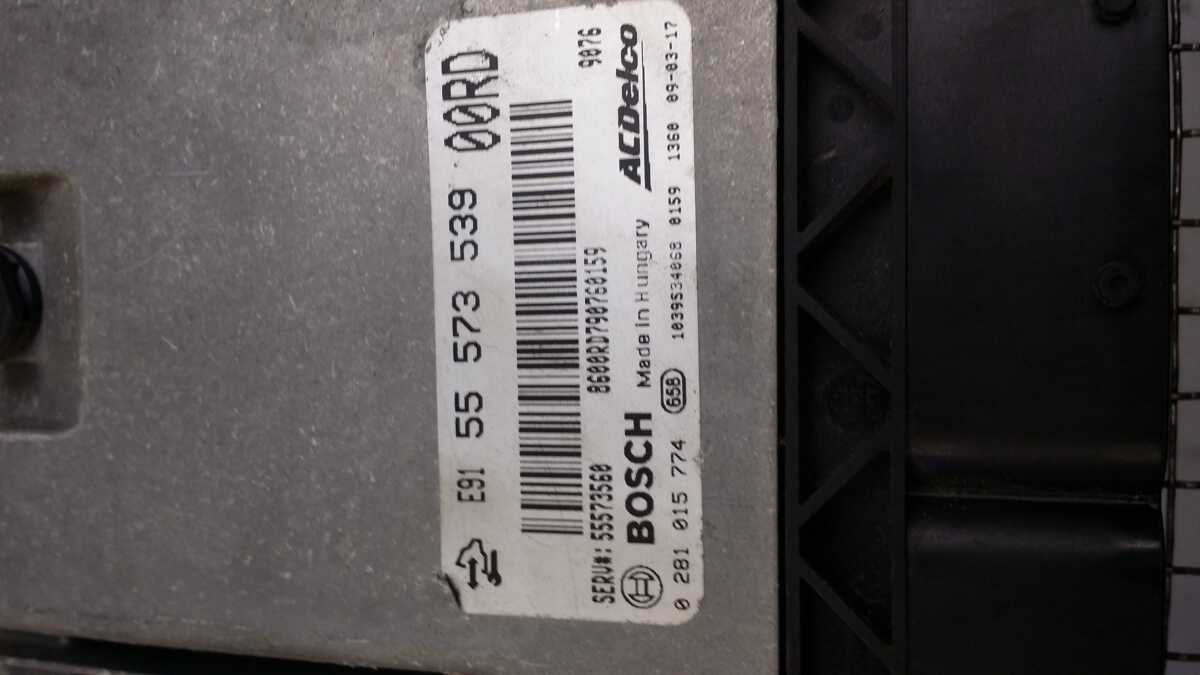 E91 55 573 539 00RD
SERV#: 55573560 8600RD790760159 9076
BOSCH Made in Hungary ACDelco
0 281 015 774 658 1039S34068 0159 1360 09-03-17